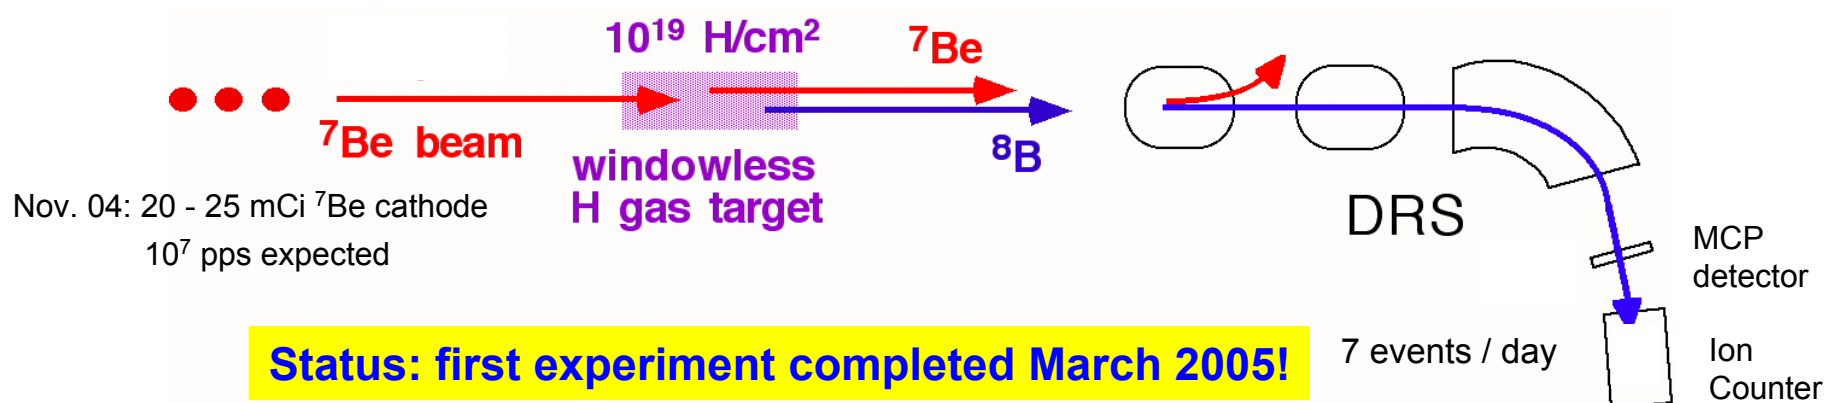 10¹⁹ H/cm²
⁷Be
⁷Be beam
⁸B
windowless
H gas target
Nov. 04: 20 - 25 mCi ⁷Be cathode
10⁷ pps expected
DRS
MCP
detector
Status: first experiment completed March 2005!
7 events / day
Ion
Counter